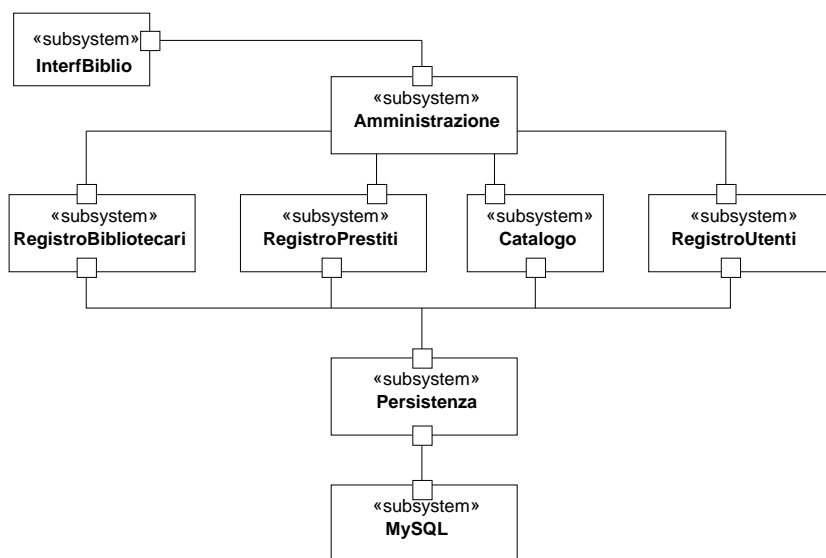 «subsystem»
InterfBiblio
«subsystem»
Amministrazione
«subsystem»
RegistroBibliotecari
«subsystem»
RegistroPrestiti
«subsystem»
Catalogo
«subsystem»
RegistroUtenti
«subsystem»
Persistenza
«subsystem»
MySQL